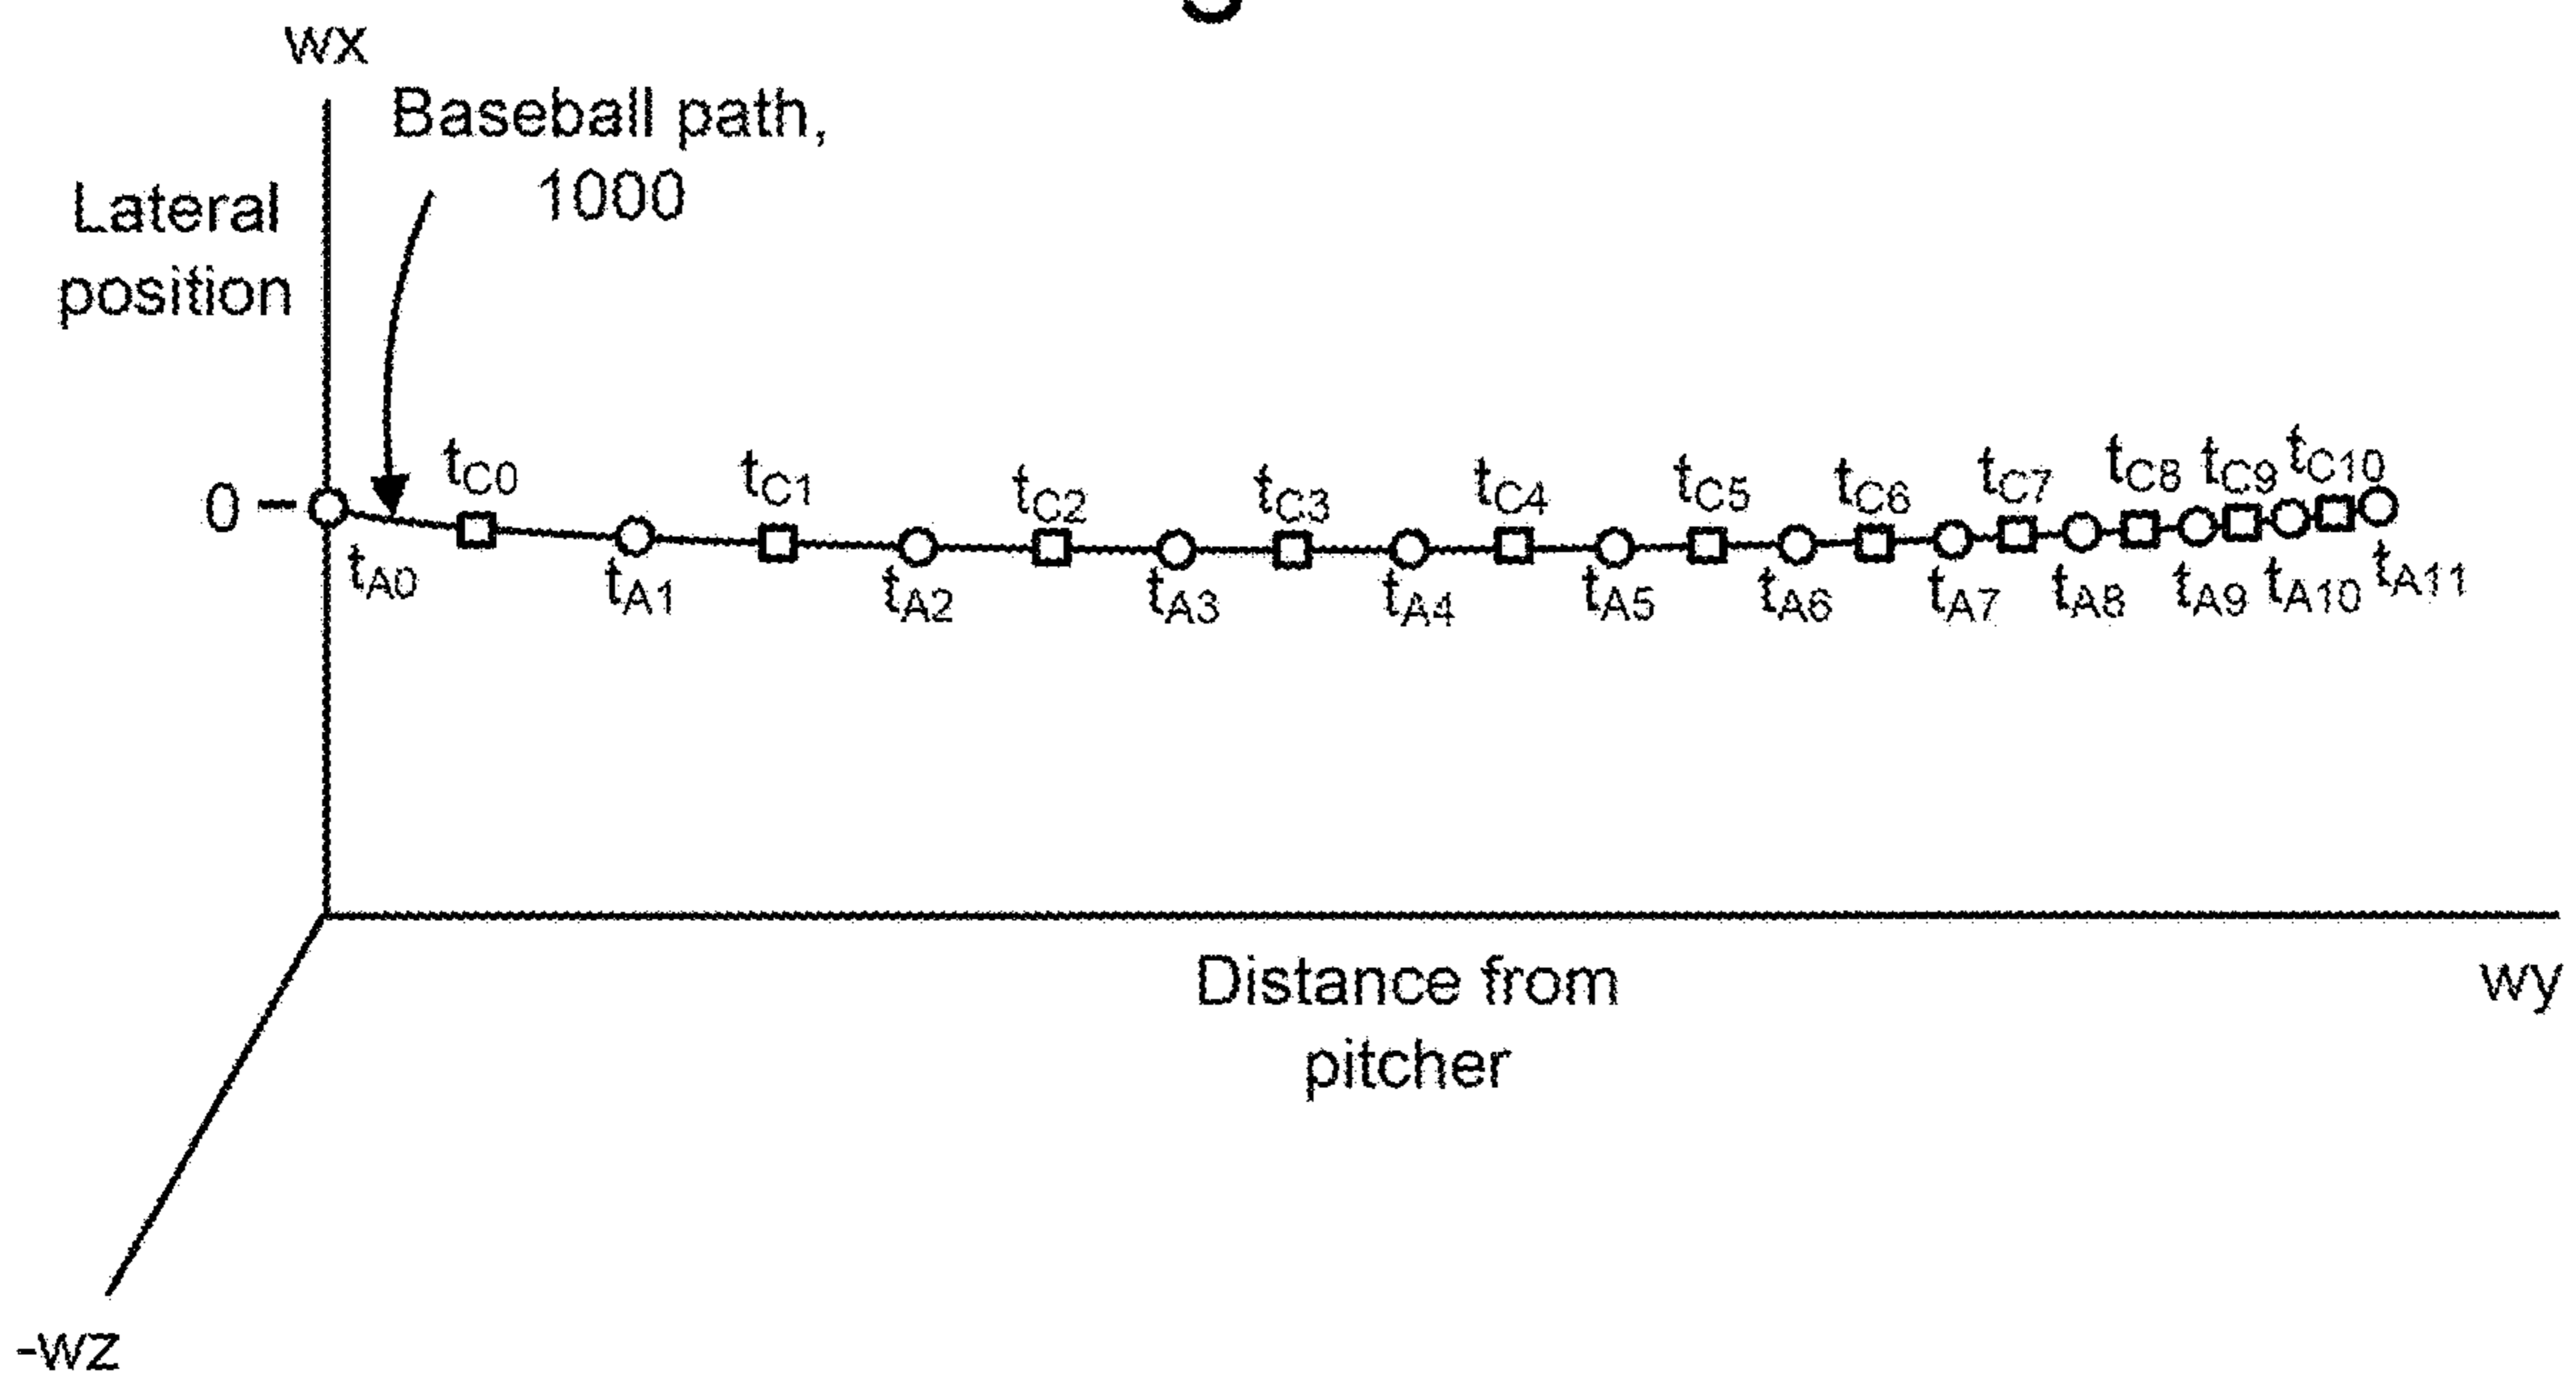 wx
Baseball path,
1000
Lateral
position
0
tC0 tC1 tC2 tC3 tC4 tC5 tC6 tC7 tC8 tC9 tC10
tA0 tA1 tA2 tA3 tA4 tA5 tA6 tA7 tA8 tA9 tA10 tA11
Distance from
pitcher
wy
-wz